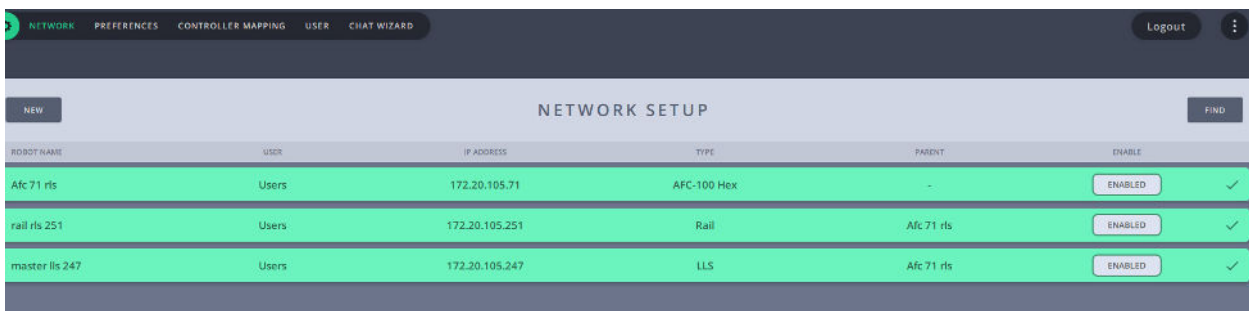 NETWORK PREFERENCES CONTROLLER MAPPING USER CHAT WIZARD Logout
NEW NETWORK SETUP FIND
ROBOT NAME USER IP ADDRESS TYPE PARENT ENABLE
Afc 71 rls Users 172.20.105.71 AFC-100 Hex - ENABLED
rail rls 251 Users 172.20.105.251 Rail Afc 71 rls ENABLED
master lls 247 Users 172.20.105.247 LLS Afc 71 rls ENABLED